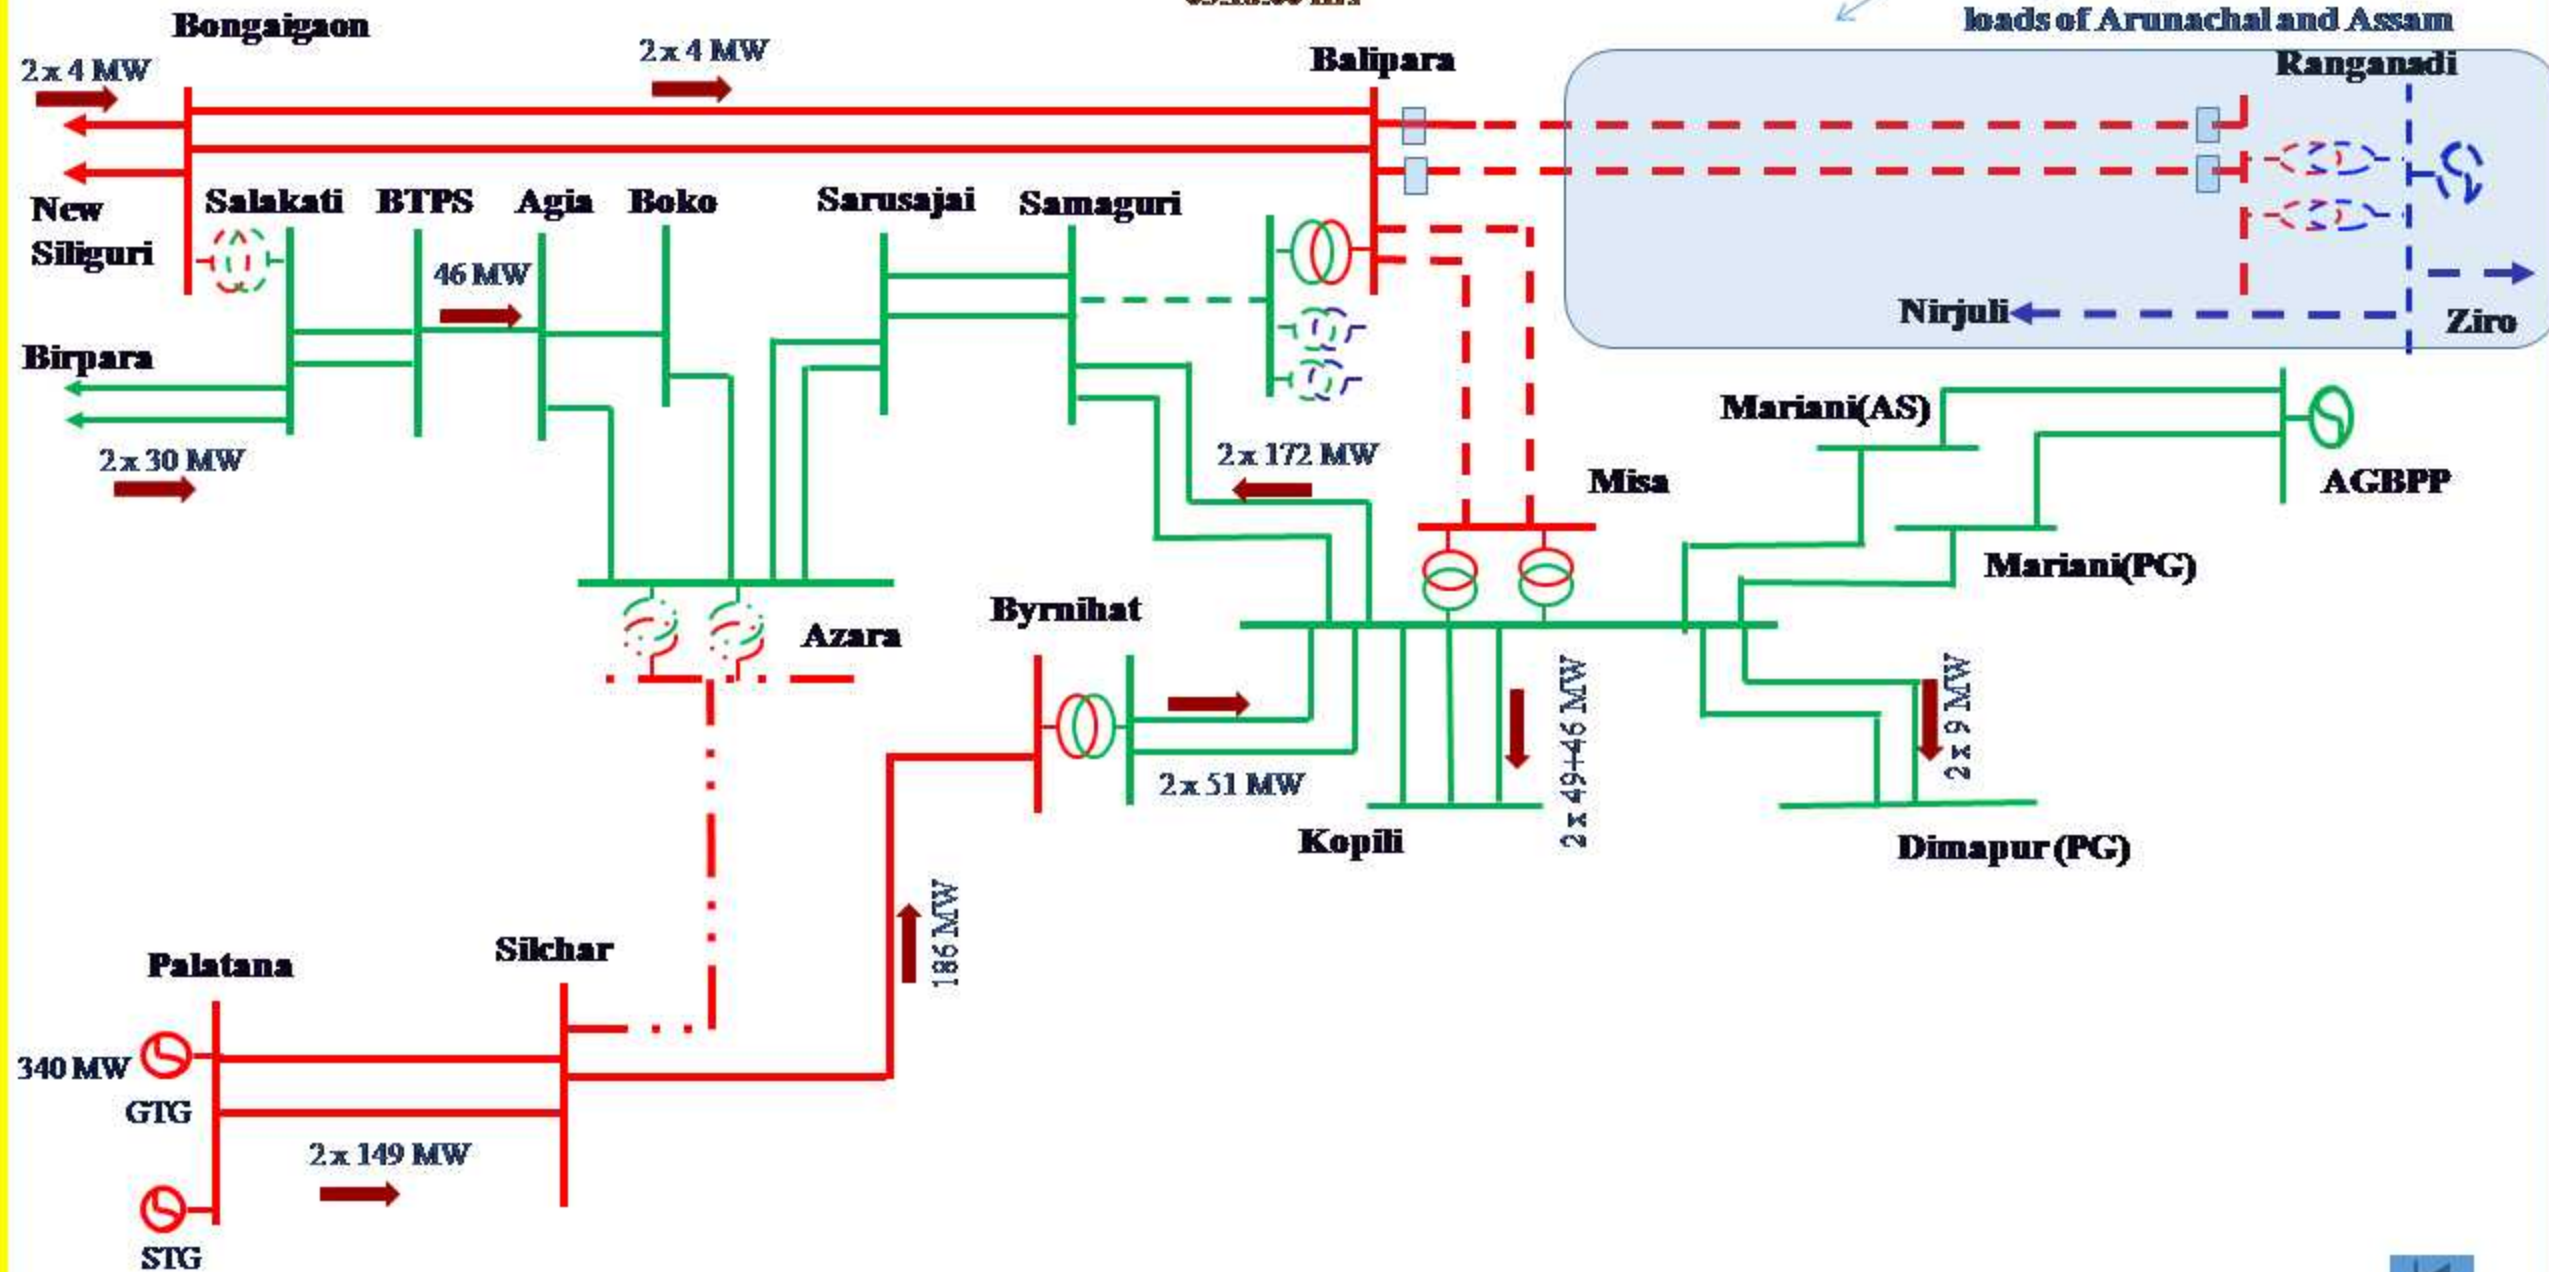 loads of Arunachal and Assam
Bongaigaon
2 x 4 MW
2 x 4 MW
Balipara
Ranganadi
New
Siliguri
Salakati
BTPS
Agia
Boko
Sarusajai
Samaguri
46 MW
Nirjuli
Ziro
Birpara
2 x 30 MW
2 x 172 MW
Mariani(AS)
Misa
AGBPP
Mariani(PG)
Byrnihat
Azara
2 x 51 MW
2 x 49+46 MW
2 x 9 MW
Kopili
Dimapur (PG)
186 MW
Silchar
Palatana
340 MW
GTG
2 x 149 MW
STG